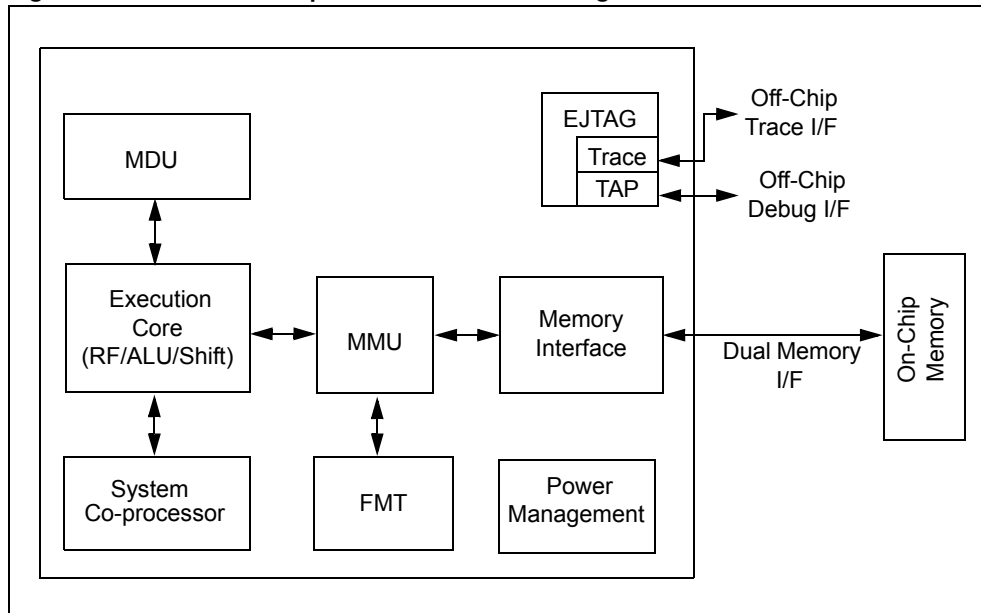 EJTAG
Trace
TAP
Off-Chip
Trace I/F
Off-Chip
Debug I/F
MDU
Execution
Core
(RF/ALU/Shift)
MMU
Memory
Interface
Dual Memory
I/F
On-Chip
Memory
System
Co-processor
FMT
Power
Management